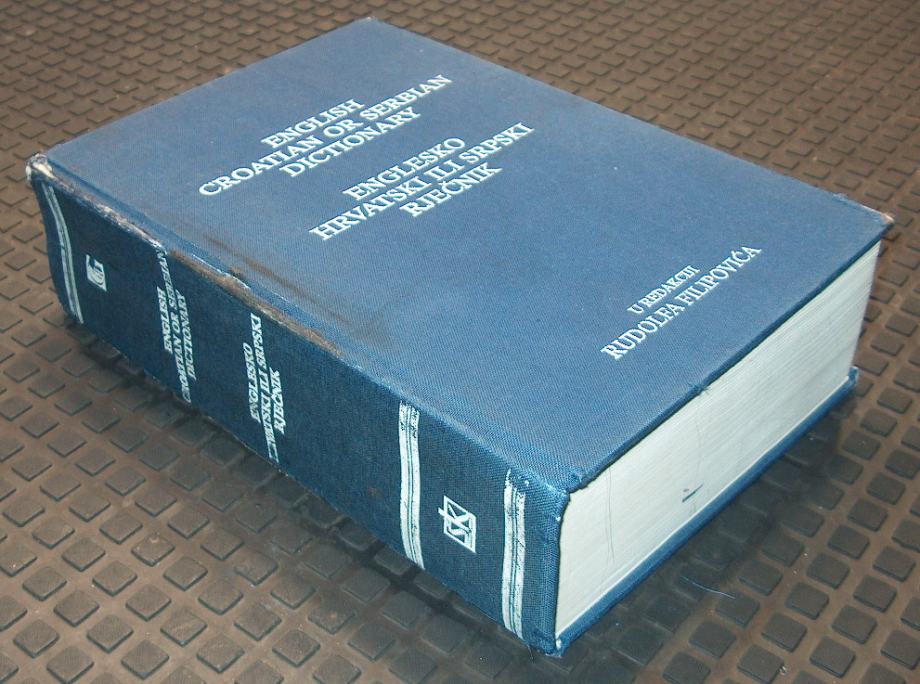 ENGLISH
CROATIAN OR SERBIAN
DICTIONARY
ENGLESKO
HRVATSKI ILI SRPSKI
RJEČNIK
U REDAKCIJI
RUDOLFA FILIPOVIĆA
ENGLISH
CROATIAN OR SERBIAN
DICTIONARY
ENGLESKO
HRVATSKI ILI SRPSKI
RJEČNIK